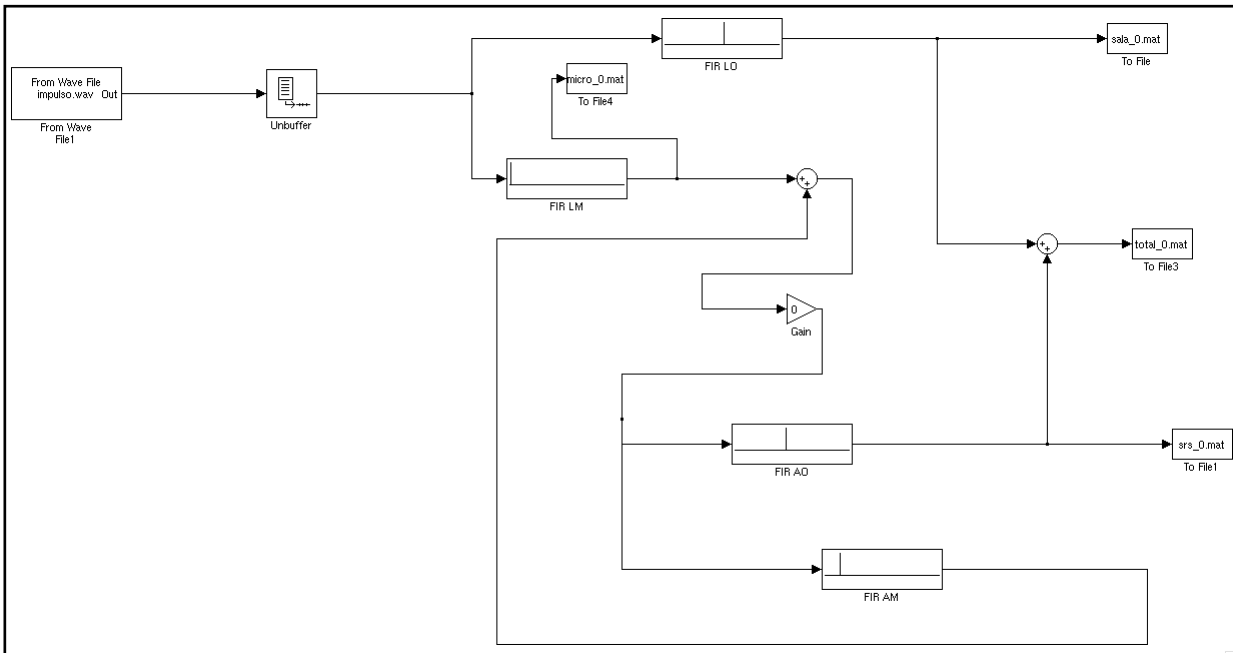 FIR LO
sala_0.mat
To File
From Wave File
impulso.wav Out
From Wave
File1
Unbuffer
micro_0.mat
To File4
FIR LM
+
+
+
+
total_0.mat
To File3
0
Gain
FIR AO
srs_0.mat
To File1
FIR AM